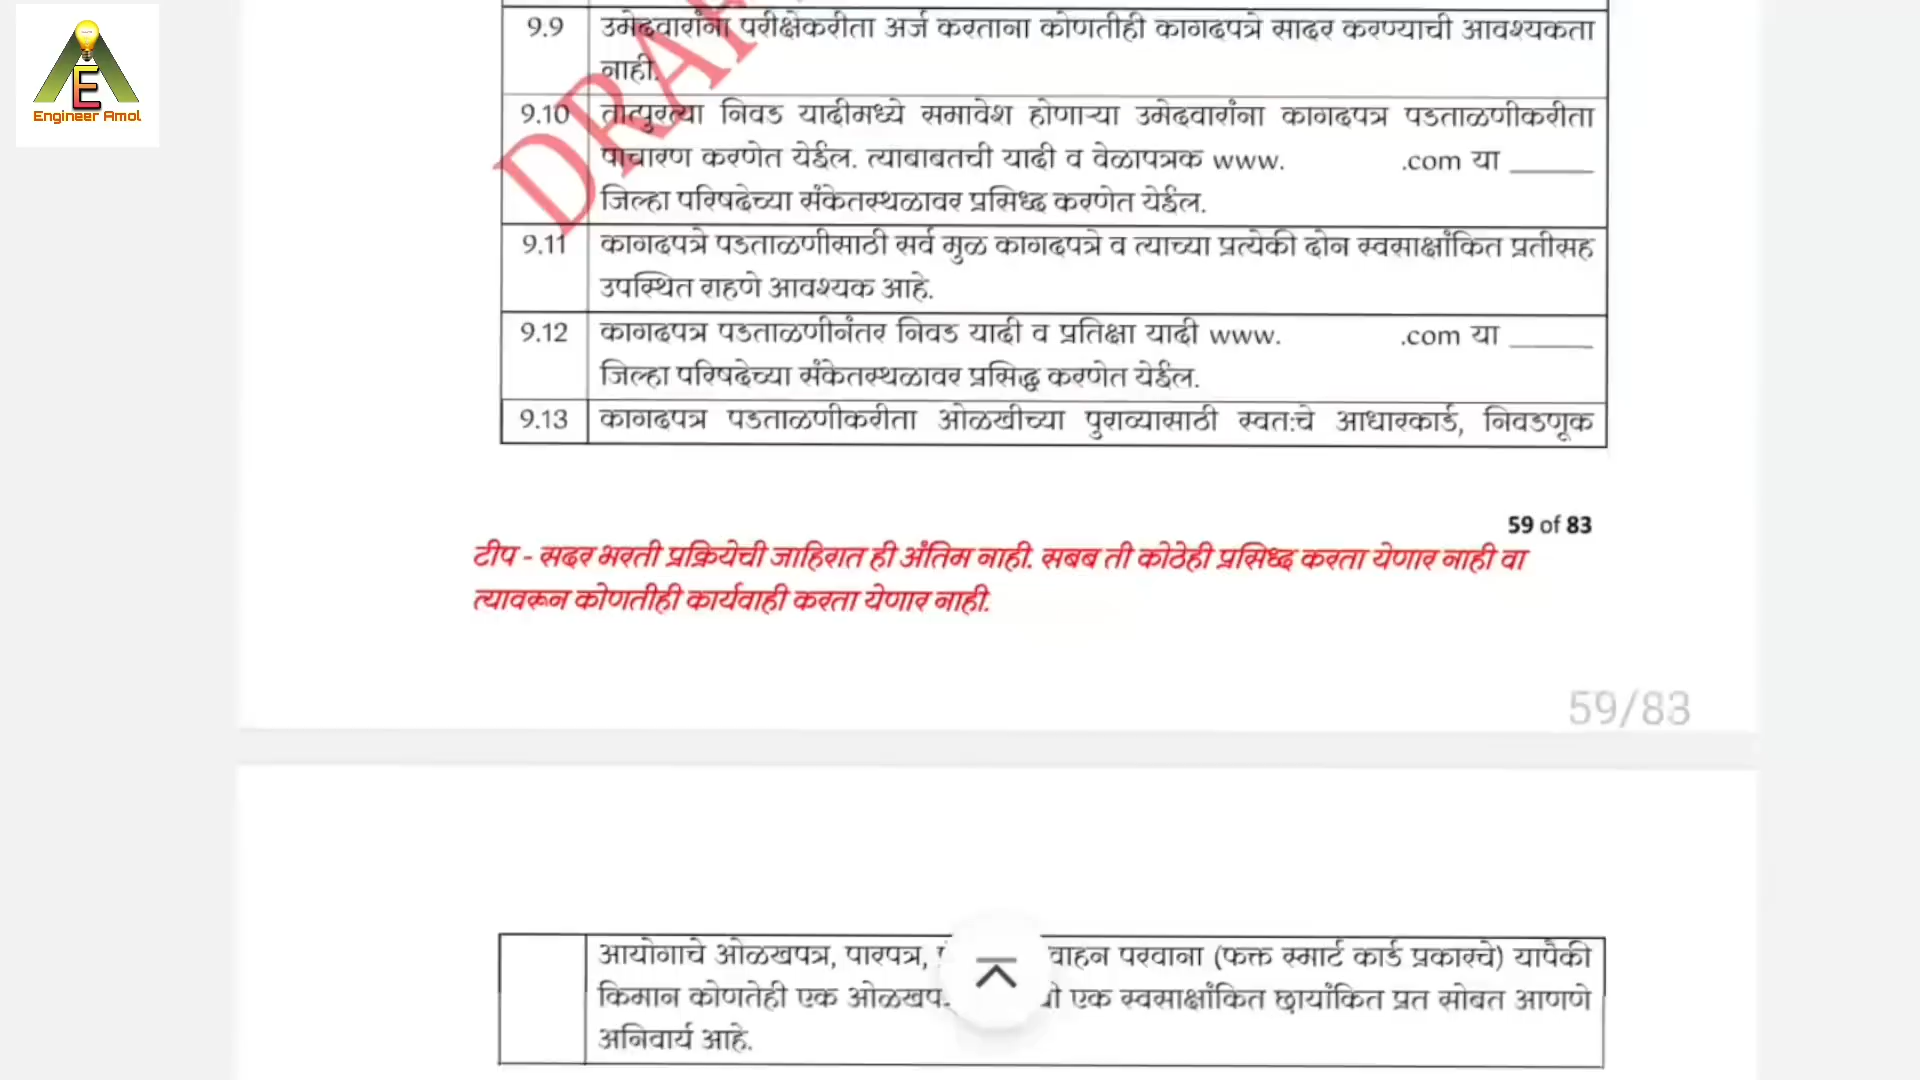 Engineer Amol
DRAF
9.9 उमेदवारांना परीक्षेकरीता अर्ज करताना कोणतीही कागदपत्रे सादर करण्याची आवश्यकता
नाही.
9.10 तात्पुरत्या निवड यादीमध्ये समावेश होणाऱ्या उमेदवारांना कागदपत्र पडताळणीकरीता
पाचारण करणेत येईल. त्याबाबतची यादी व वेळापत्रक www. .com या ______
जिल्हा परिषदेच्या संकेतस्थळावर प्रसिध्द करणेत येईल.
9.11 कागदपत्रे पडताळणीसाठी सर्व मुळ कागदपत्रे व त्याच्या प्रत्येकी दोन स्वसाक्षांकित प्रतीसह
उपस्थित राहणे आवश्यक आहे.
9.12 कागदपत्र पडताळणीनंतर निवड यादी व प्रतिक्षा यादी www. .com या ______
जिल्हा परिषदेच्या संकेतस्थळावर प्रसिद्ध करणेत येईल.
9.13 कागदपत्र पडताळणीकरीता ओळखीच्या पुराव्यासाठी स्वत:चे आधारकार्ड, निवडणूक
59 of 83
टीप - सदर भरती प्रक्रियेची जाहिरात ही अंतिम नाही. सबब ती कोठेही प्रसिध्द करता येणार नाही वा
त्यावरून कोणतीही कार्यवाही करता येणार नाही.
59/83
आयोगाचे ओळखपत्र, पारपत्र, वाहन परवाना (फक्त स्मार्ट कार्ड प्रकारचे) यापैकी
किमान कोणतेही एक एक स्वसाक्षांकित छायांकित प्रत सोबत आणणे
अनिवार्य आहे.